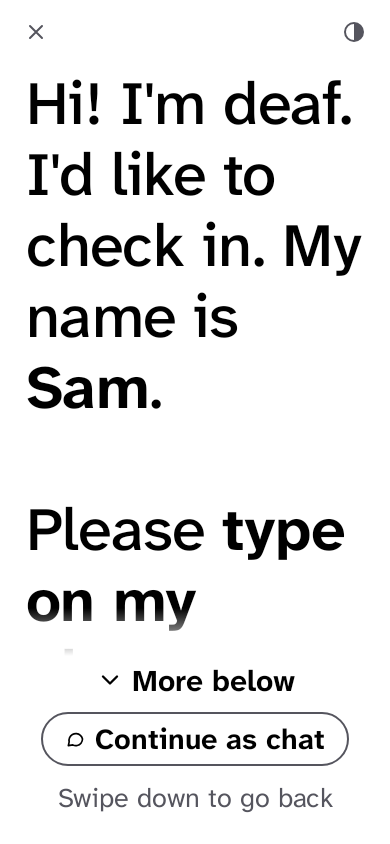 Hi! I'm deaf.
I'd like to
check in. My
name is
Sam.
Please type
on my
More below
Continue as chat
Swipe down to go back